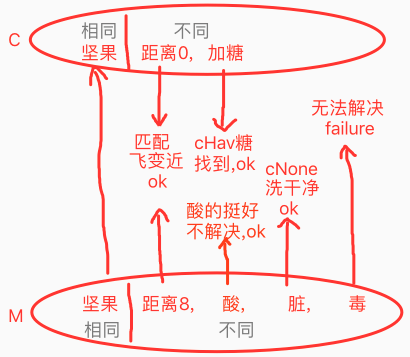 相同 不同
C 坚果 距离0, 加糖
无法解决
failure
匹配
飞变近
ok
cHav糖
找到,ok
cNone
洗干净
ok
酸的挺好
不解决,ok
M 坚果 距离8, 酸, 脏, 毒
相同 不同